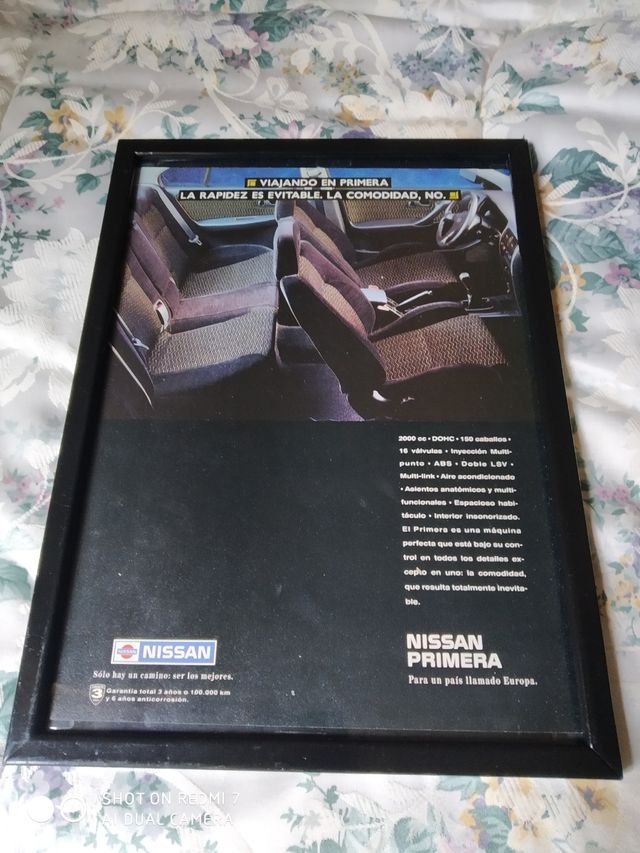 VIAJANDO EN PRIMERA
LA RAPIDEZ ES EVITABLE. LA COMODIDAD, NO.
2000 cc • DOHC • 150 caballos •
16 válvulas • Inyección Multi-
punto • ABS • Doble LSV •
Multi-link • Aire acondicionado
• Asientos anatómicos y multi-
funcionales • Espacioso habi-
táculo • Interior insonorizado.
El Primera es una máquina
perfecta que está bajo su con-
trol en todos los detalles ex-
cepto en uno: la comodidad,
que resulta totalmente inevita-
ble.
NISSAN
NISSAN
Sólo hay un camino: ser los mejores.
3
Garantía total 3 años o 100.000 km
y 6 años anticorrosión.
NISSAN
PRIMERA
Para un país llamado Europa.
SHOT ON REDMI 7
AI DUAL CAMERA